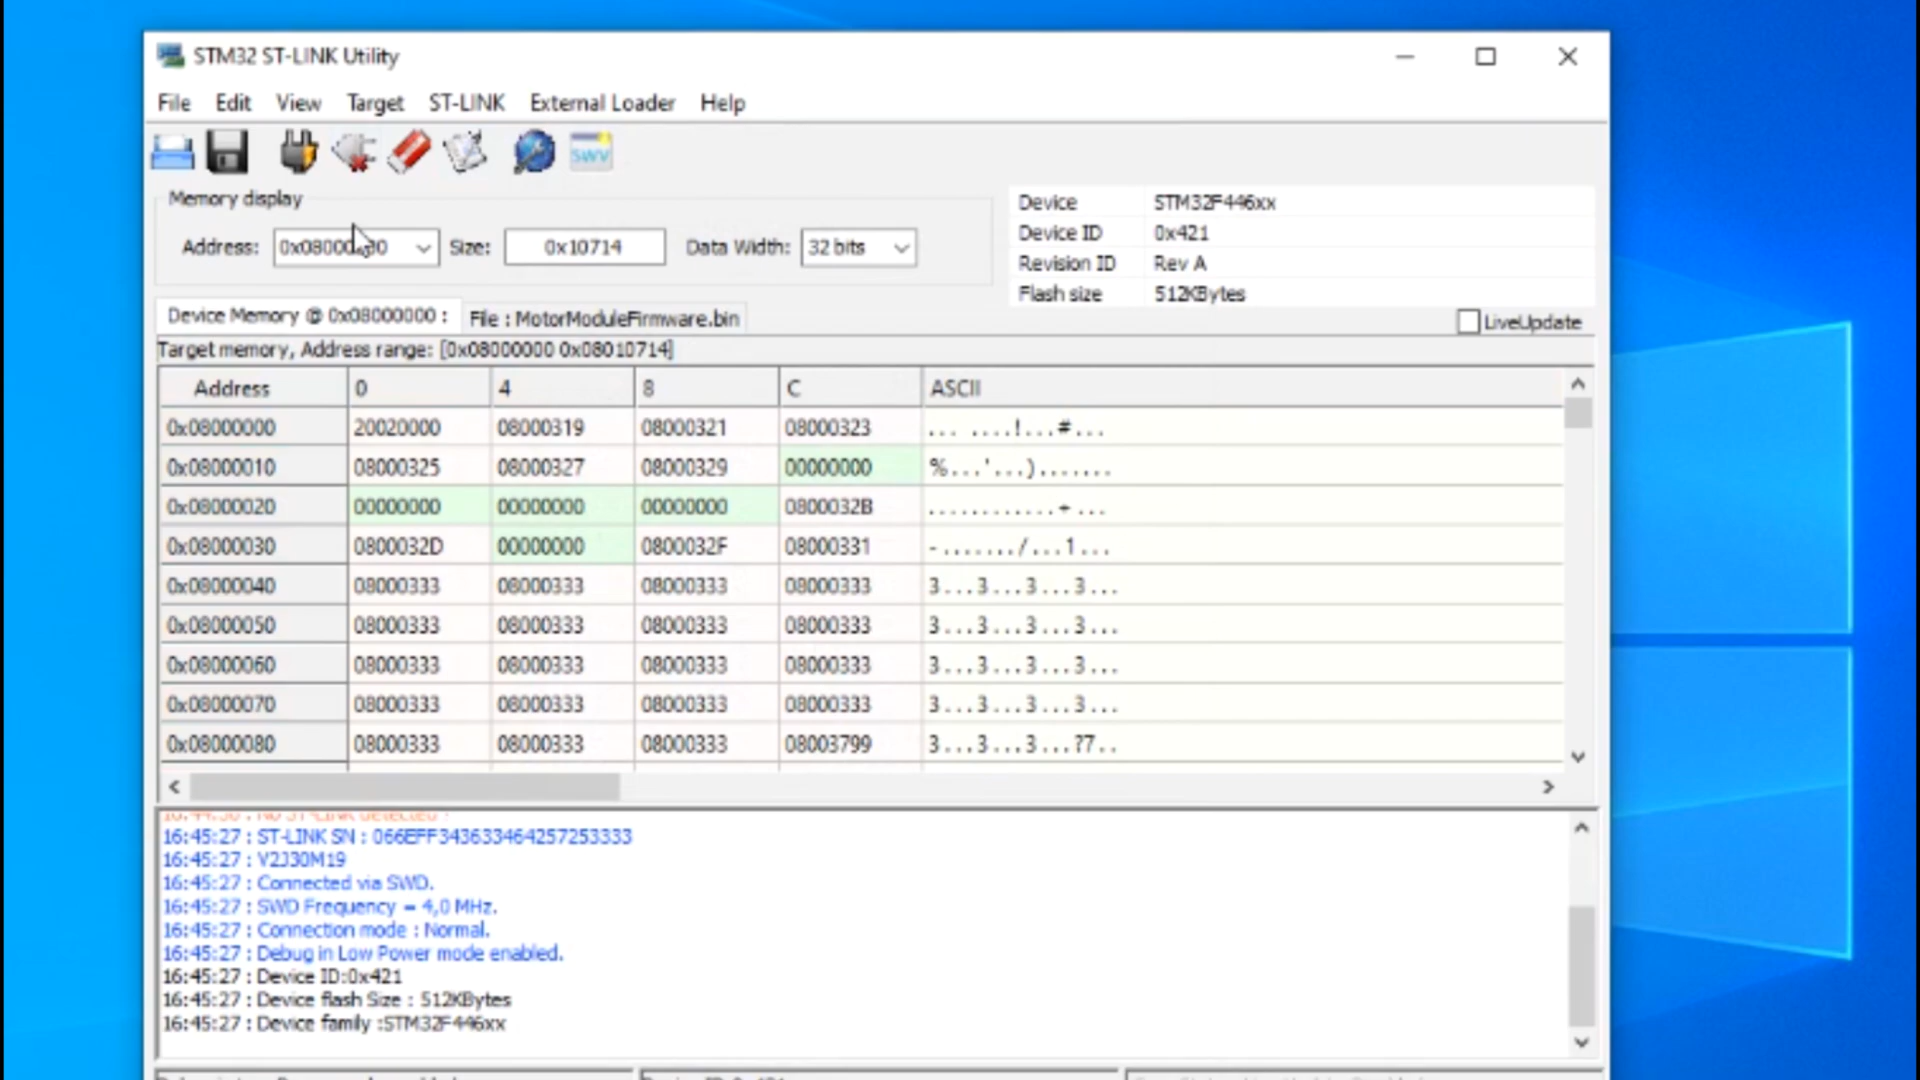 STM32 ST-LINK Utility
File Edit View Target ST-LINK External Loader Help
SWV
Memory display
Address: Size: 0x10714 Data Width: 32 bits
Device STM32F446xx
Device ID 0x421
Revision ID Rev A
Flash size 512KBytes
LiveUpdate
Device Memory @ 0x08000000 : File : MotorModuleFirmware.bin
Target memory, Address range: [0x08000000 0x08010714]
Address 0 4 8 C ASCII
0x08000000 20020000 08000319 08000321 08000323 ... ....!...#...
0x08000010 08000325 08000327 08000329 00000000 %...'...).......
0x08000020 00000000 00000000 00000000 0800032B ............+...
0x08000030 0800032D 00000000 0800032F 08000331 -......./...1...
0x08000040 08000333 08000333 08000333 08000333 3...3...3...3...
0x08000050 08000333 08000333 08000333 08000333 3...3...3...3...
0x08000060 08000333 08000333 08000333 08000333 3...3...3...3...
0x08000070 08000333 08000333 08000333 08000333 3...3...3...3...
0x08000080 08000333 08000333 08000333 08003799 3...3...3...?7..
16:45:27 : ST-LINK SN : 066EFF343633464257253333
16:45:27 : V2J30M19
16:45:27 : Connected via SWD.
16:45:27 : SWD Frequency = 4,0 MHz.
16:45:27 : Connection mode : Normal.
16:45:27 : Debug in Low Power mode enabled.
16:45:27 : Device ID:0x421
16:45:27 : Device flash Size : 512KBytes
16:45:27 : Device family :STM32F446xx